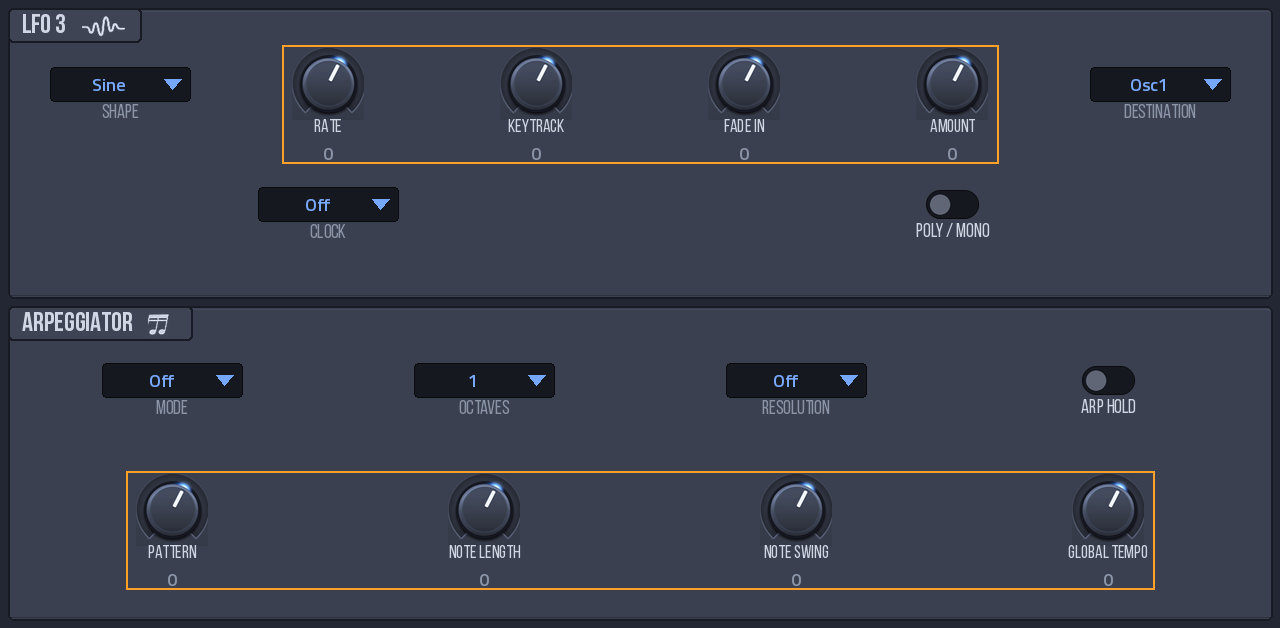 LFO 3
Sine
SHAPE
RATE
0
KEYTRACK
0
FADE IN
0
AMOUNT
0
Osc1
DESTINATION
Off
CLOCK
POLY / MONO
ARPEGGIATOR
Off
MODE
1
OCTAVES
Off
RESOLUTION
ARP HOLD
PATTERN
0
NOTE LENGTH
0
NOTE SWING
0
GLOBAL TEMPO
0